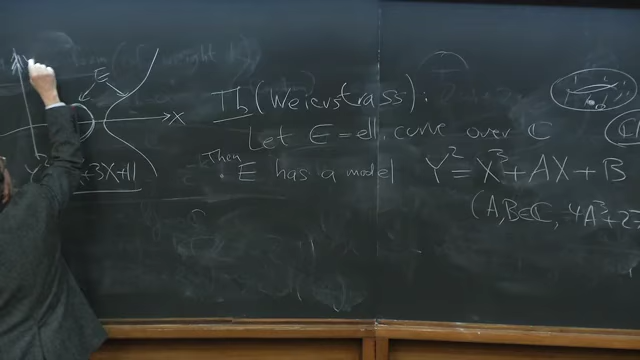 E
X
+3X+11
Th (Weierstrass):
Let E = ell. curve over ℂ
Then
E has a model Y² = X³ + AX + B
(A,B∈ℂ, 4A³+27